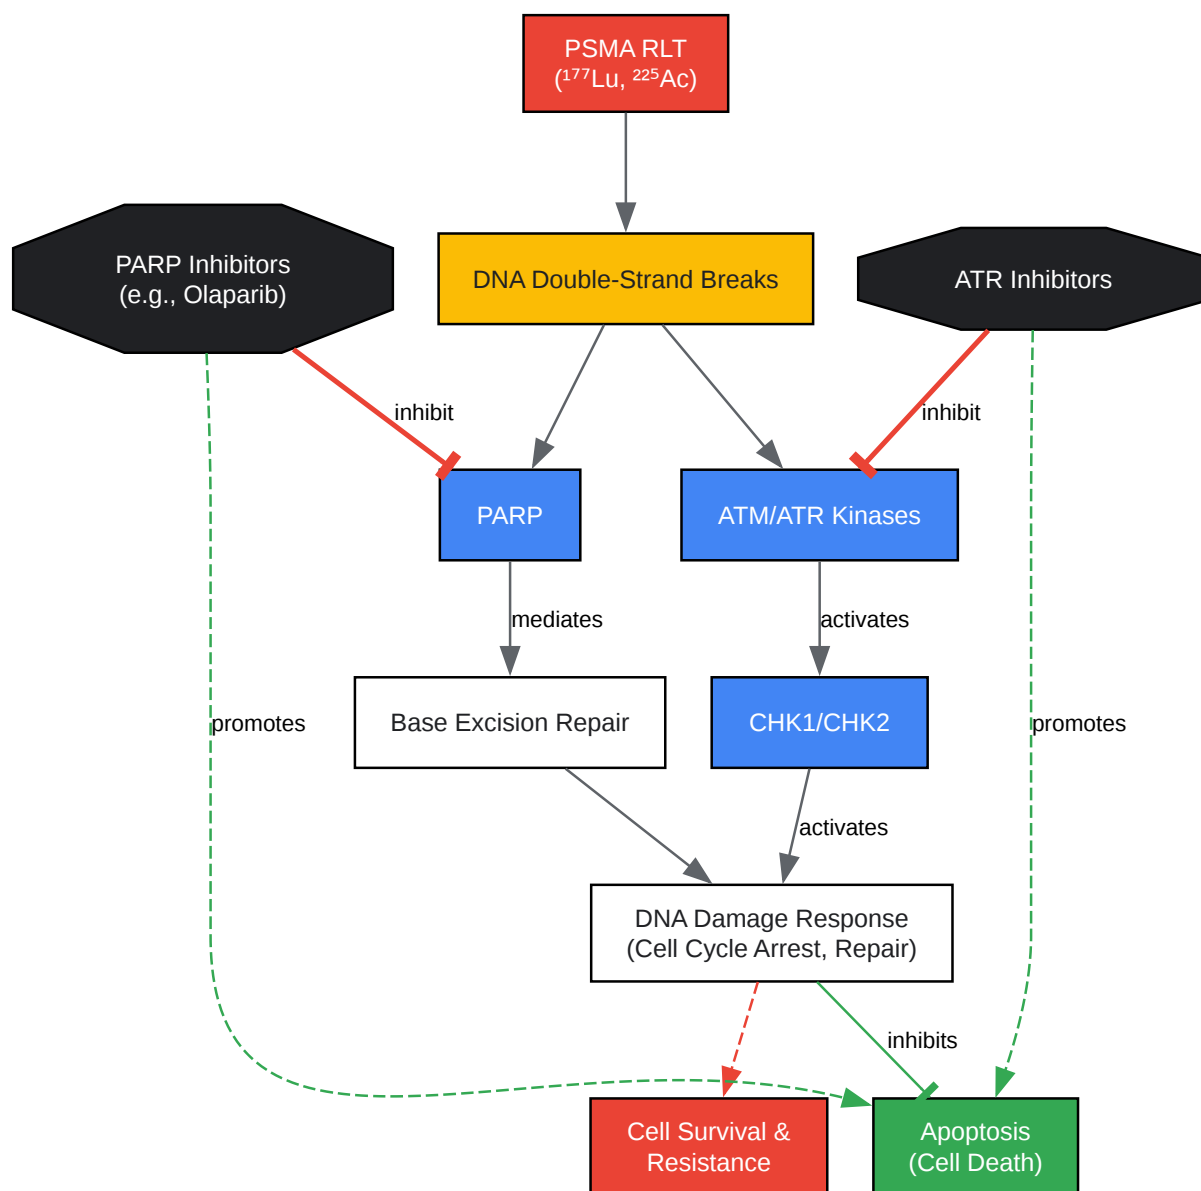 PSMA RLT
(¹⁷⁷Lu, ²²⁵Ac)
PARP Inhibitors
(e.g., Olaparib)
DNA Double-Strand Breaks
ATR Inhibitors
inhibit
inhibit
PARP
ATM/ATR Kinases
mediates
activates
promotes
Base Excision Repair
CHK1/CHK2
promotes
activates
DNA Damage Response
(Cell Cycle Arrest, Repair)
inhibits
Cell Survival &
Resistance
Apoptosis
(Cell Death)